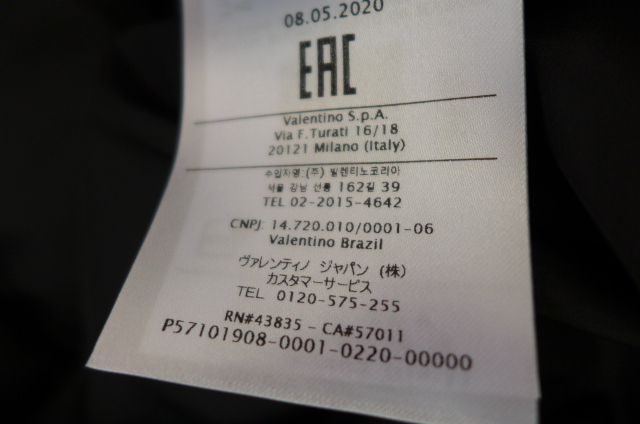 08.05.2020
EAC
Valentino S.p.A.
Via F.Turati 16/18
20121 Milano (Italy)
수입자명:(주) 발렌티노코리아
서울 강남 선릉 162길 39
TEL 02-2015-4642
CNPJ. 14.720.010/0001-06
Valentino Brazil
ヴァレンティノ ジャパン (株)
カスタマーサービス
TEL 0120-575-255
RN#43835 - CA#57011
P57101908-0001-0220-00000